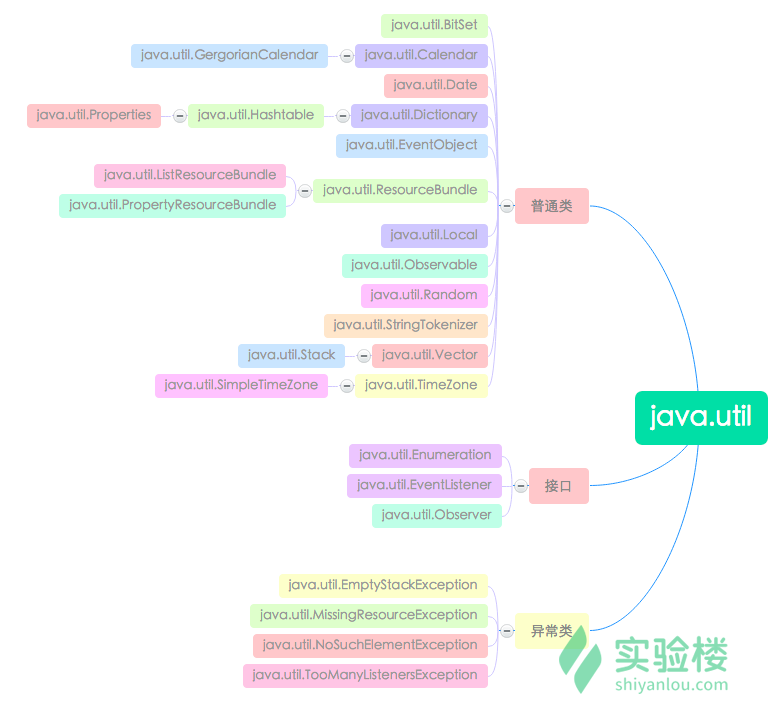 java.util.BitSet
java.util.GergorianCalendar
java.util.Calendar
java.util.Date
java.util.Properties
java.util.Hashtable
java.util.Dictionary
java.util.EventObject
java.util.ListResourceBundle
java.util.PropertyResourceBundle
java.util.ResourceBundle
普通类
java.util.Local
java.util.Observable
java.util.Random
java.util.StringTokenizer
java.util.Stack
java.util.Vector
java.util.SimpleTimeZone
java.util.TimeZone
java.util
java.util.Enumeration
java.util.EventListener
接口
java.util.Observer
java.util.EmptyStackException
java.util.MissingResourceException
异常类
java.util.NoSuchElementException
java.util.TooManyListenersException
实验楼
shiyanlou.com